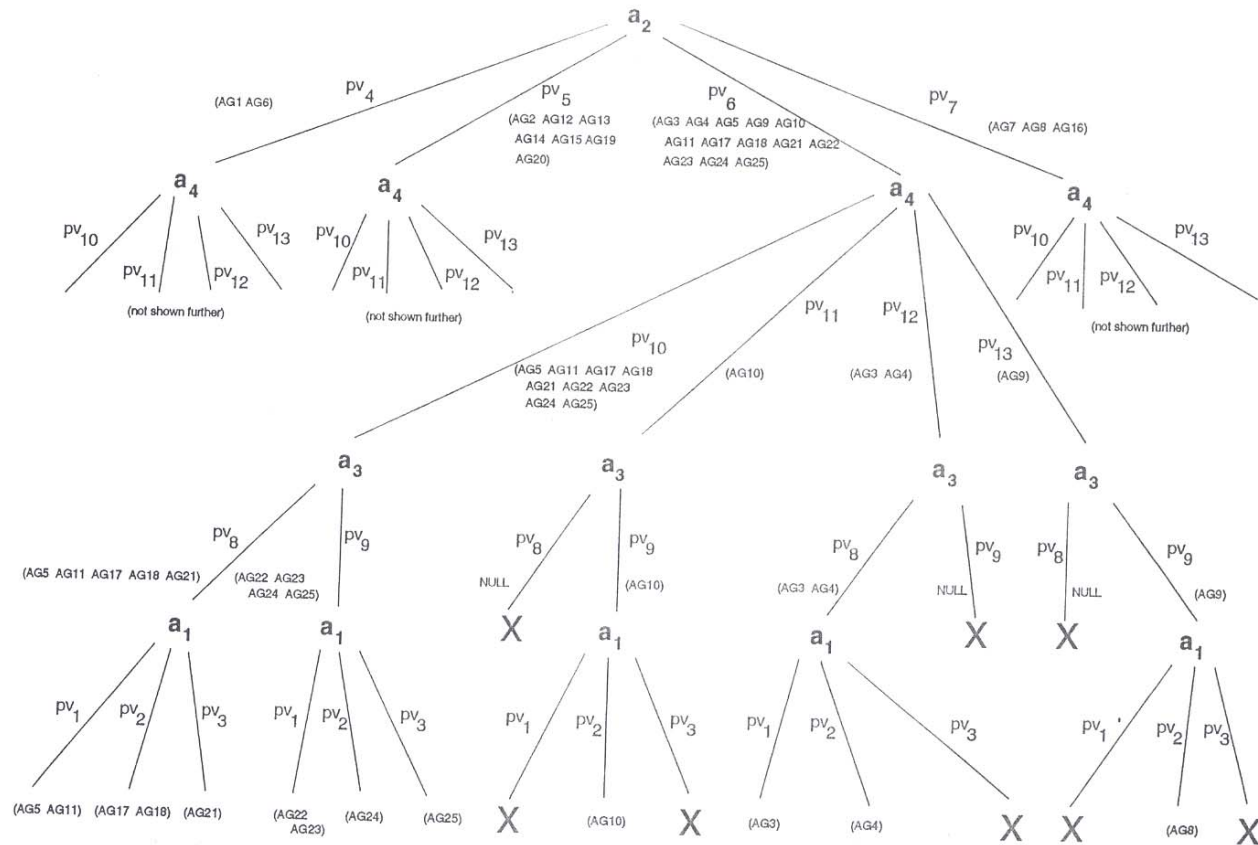 a2
pv4
(AG1 AG6)
pv5
(AG2 AG12 AG13
AG14 AG15 AG19
AG20)
pv6
(AG3 AG4 AG5 AG9 AG10
AG11 AG17 AG18 AG21 AG22
AG23 AG24 AG25)
pv7
(AG7 AG8 AG16)
a4
a4
a4
a4
pv10
pv11
pv12
pv13
(not shown further)
pv10
pv11
pv12
pv13
(not shown further)
pv10
pv11
pv12
pv13
(not shown further)
pv10
(AG5 AG11 AG17 AG18
AG21 AG22 AG23
AG24 AG25)
pv11
(AG10)
pv12
(AG3 AG4)
pv13
(AG9)
a3
a3
a3
a3
pv8
(AG5 AG11 AG17 AG18 AG21)
pv9
(AG22 AG23
AG24 AG25)
pv8
NULL
pv9
(AG10)
pv8
(AG3 AG4)
pv9
NULL
pv8
NULL
pv9
(AG9)
a1
a1
X
a1
a1
X
X
a1
pv1
pv2
pv3
pv1
pv2
pv3
pv1
pv2
pv3
pv1
pv2
pv3
pv1'
pv2
pv3
(AG5 AG11)
(AG17 AG18)
(AG21)
(AG22
AG23)
(AG24)
(AG25)
X
(AG10)
X
(AG3)
(AG4)
X
X
(AG8)
X